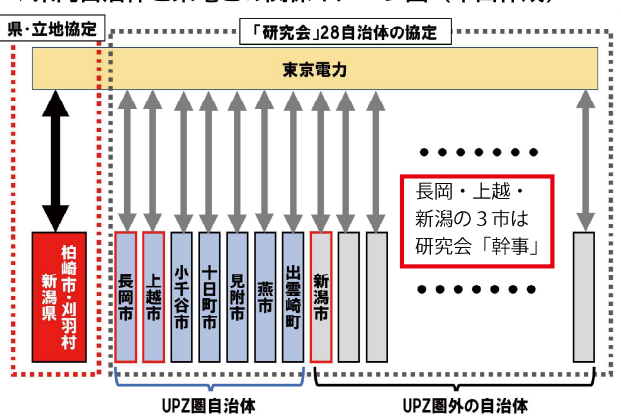 県・立地協定
「研究会」28自治体の協定
東京電力
柏崎市・刈羽村
新潟県
長岡市
上越市
小千谷市
十日町市
見附市
燕市
出雲崎町
新潟市
長岡・上越・
新潟の3市は
研究会「幹事」
UPZ圏自治体
UPZ圏外の自治体